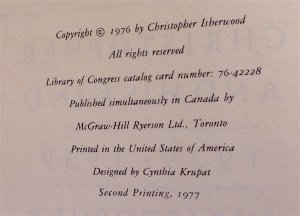 Copyright © 1976 by Christopher Isherwood
All rights reserved
Library of Congress catalog card number: 76-42228
Published simultaneously in Canada by
McGraw-Hill Ryerson Ltd., Toronto
Printed in the United States of America
Designed by Cynthia Krupat
Second Printing, 1977